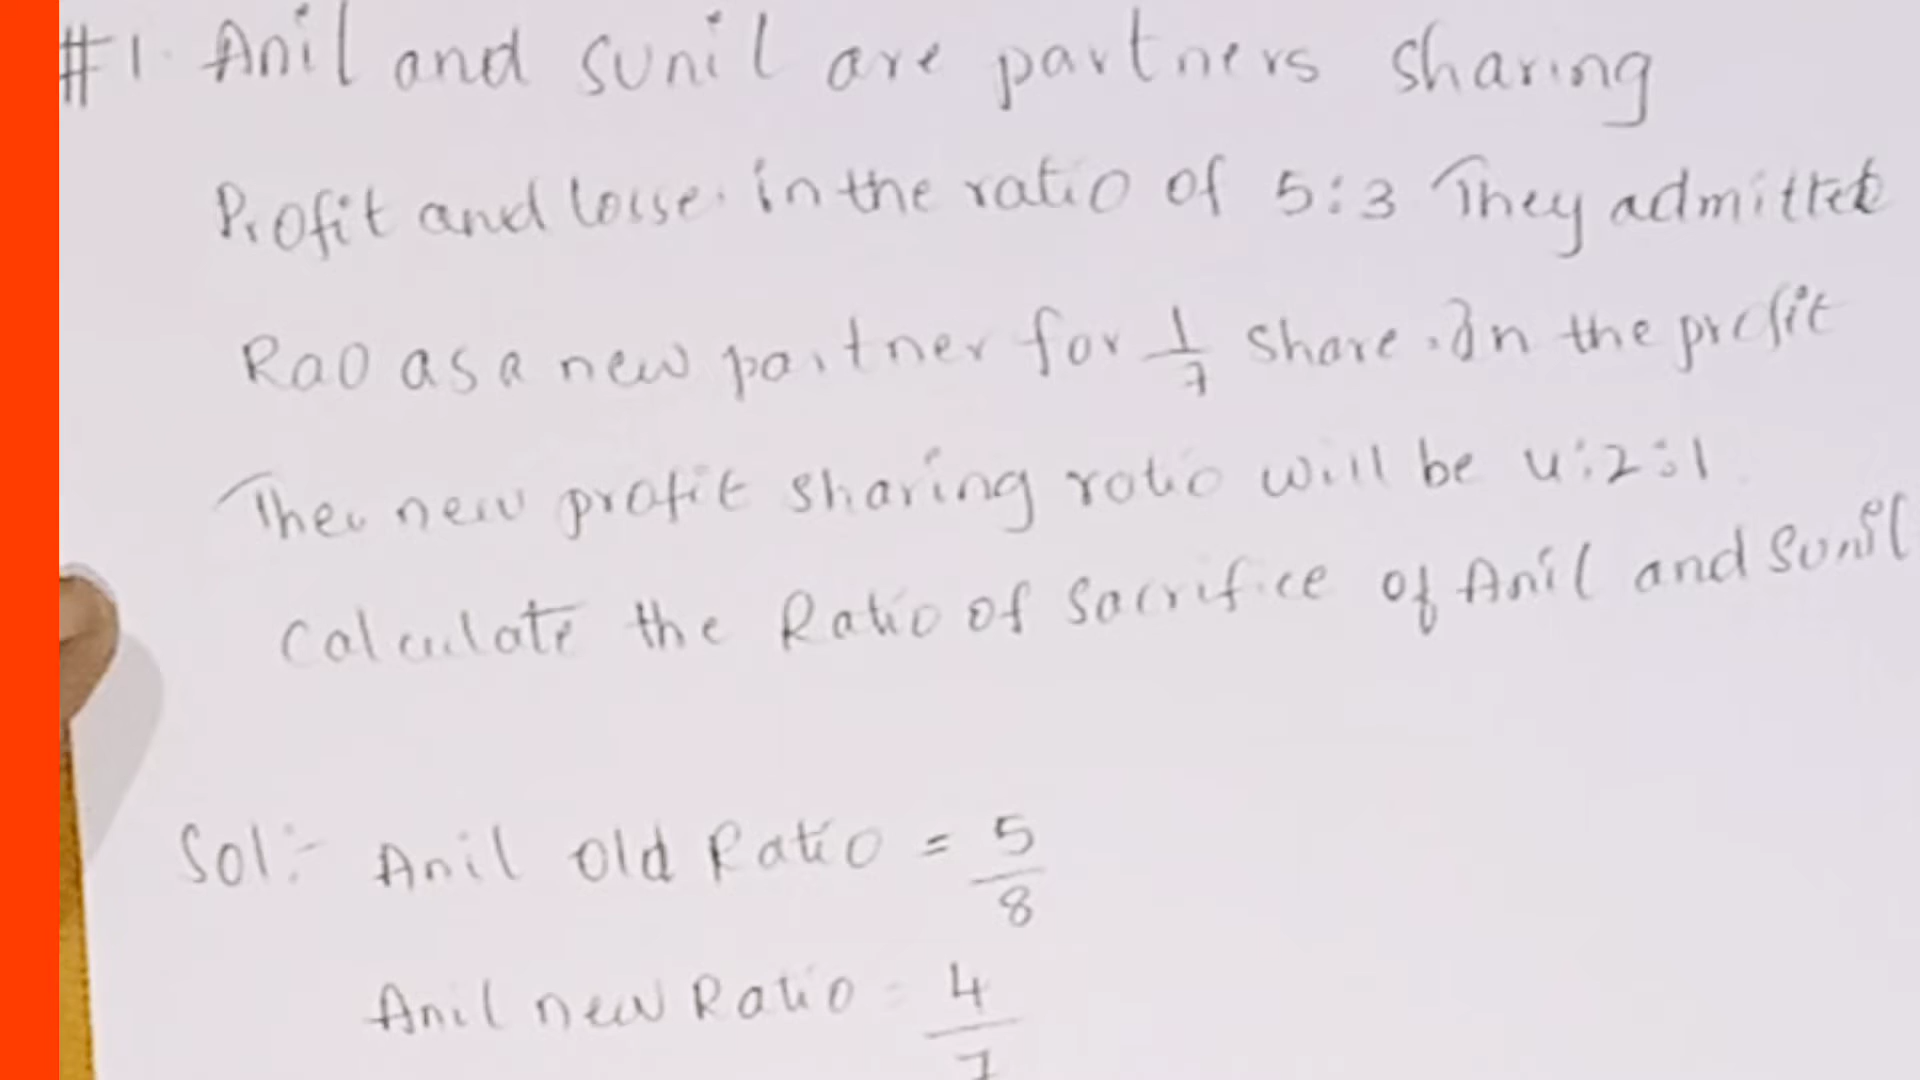 #1. Anil and sunil are partners sharing
Profit and losse. in the ratio of 5:3 They admitted
Rao as a new partner for 1/7 share. In the profit
The new profit sharing ratio will be 4:2:1
Calculate the Ratio of Sacrifice of Anil and Sunil
Sol:- Anil old Ratio = 5/8
Anil new Ratio = 4/7